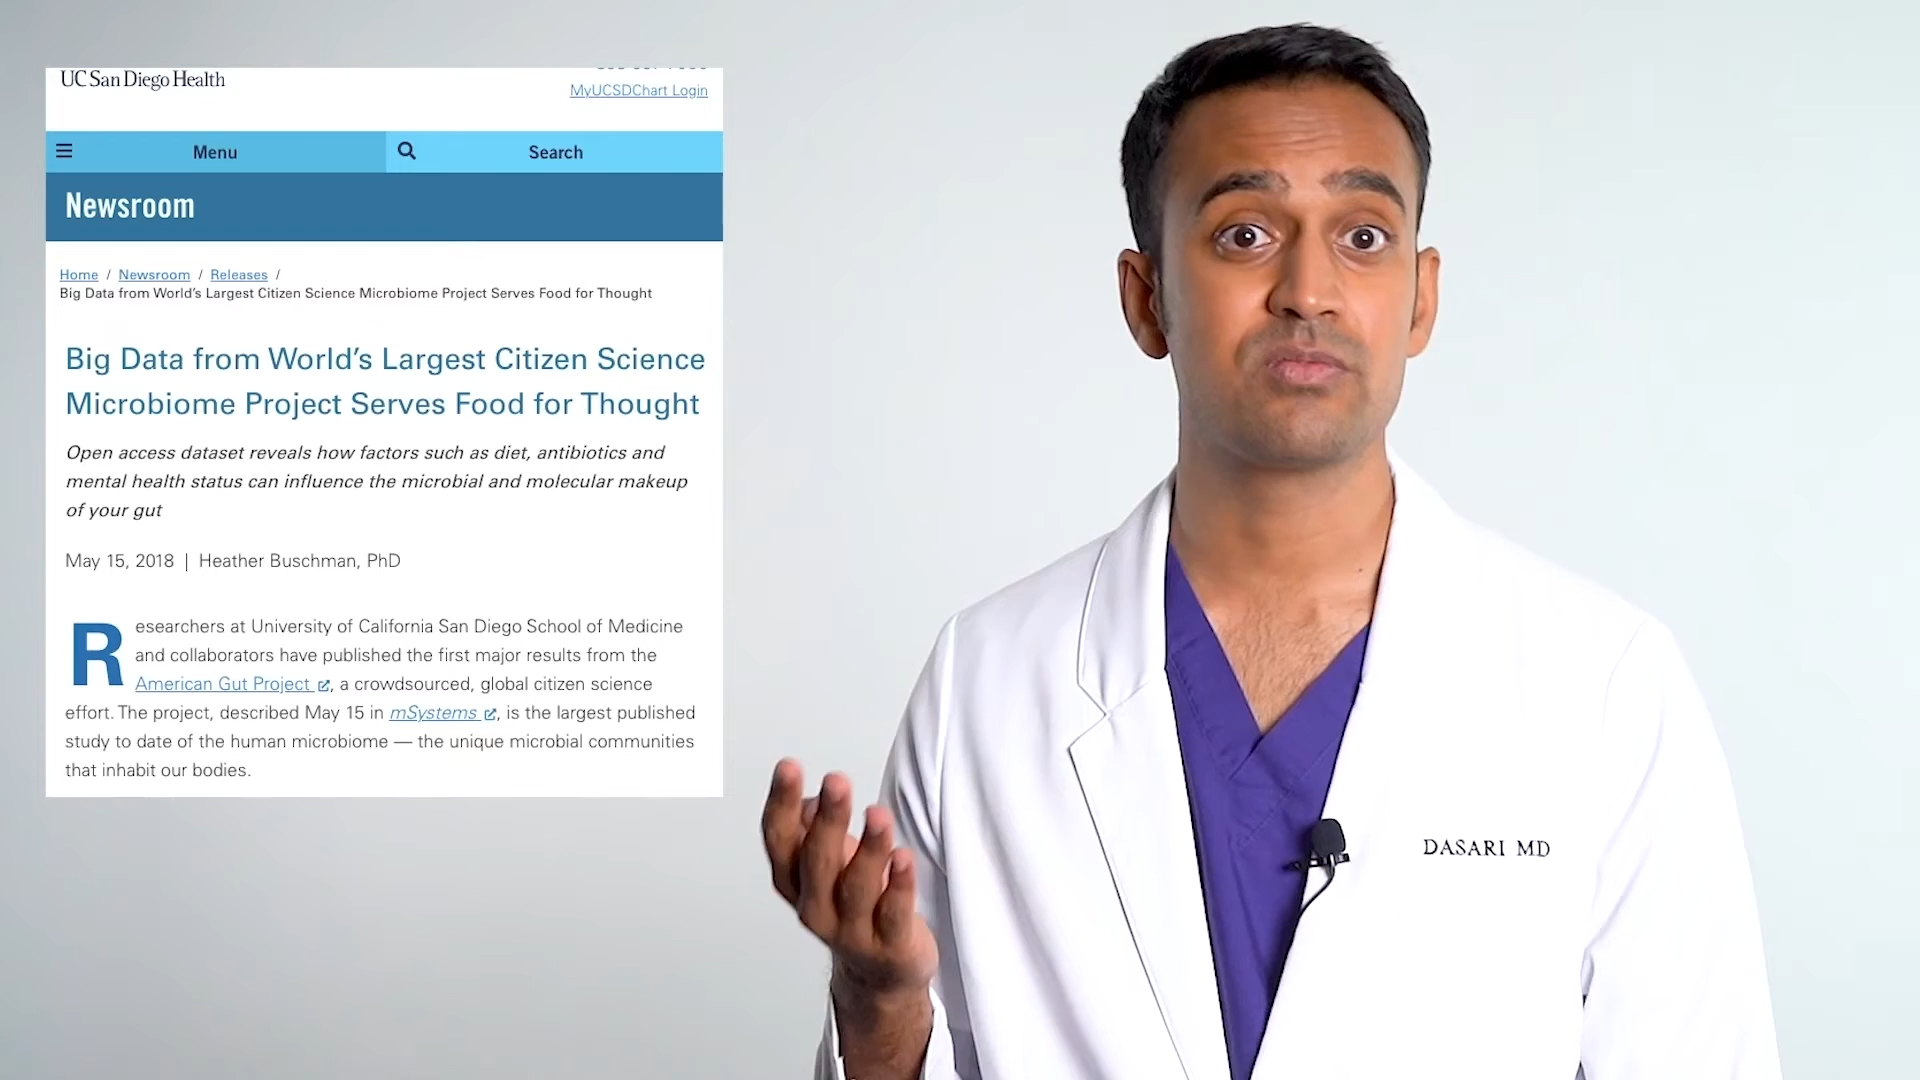 UC San Diego Health
MyUCSDChart Login
Menu
Search
Newsroom
Home / Newsroom / Releases /
Big Data from World’s Largest Citizen Science Microbiome Project Serves Food for Thought
Big Data from World’s Largest Citizen Science
Microbiome Project Serves Food for Thought
Open access dataset reveals how factors such as diet, antibiotics and
mental health status can influence the microbial and molecular makeup
of your gut
May 15, 2018 | Heather Buschman, PhD
Researchers at University of California San Diego School of Medicine
and collaborators have published the first major results from the
American Gut Project , a crowdsourced, global citizen science
effort. The project, described May 15 in mSystems , is the largest published
study to date of the human microbiome — the unique microbial communities
that inhabit our bodies.
DASARI MD